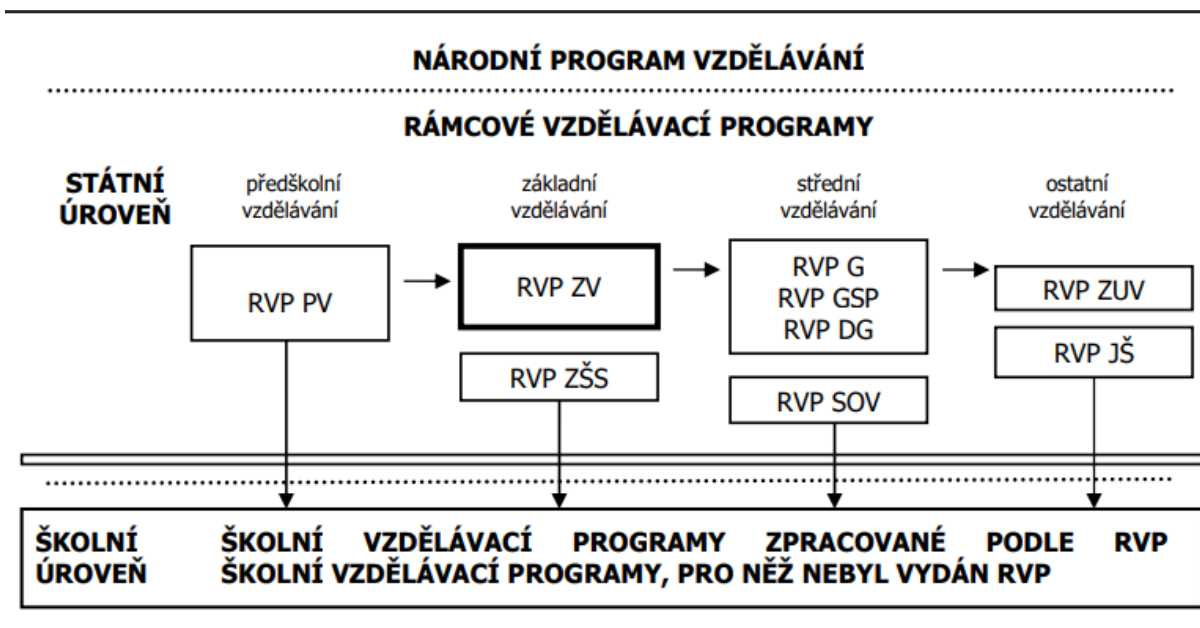 NÁRODNÍ PROGRAM VZDĚLÁVÁNÍ
RÁMCOVÉ VZDĚLÁVACÍ PROGRAMY
STÁTNÍ
ÚROVEŇ
předškolní
vzdělávání
základní
vzdělávání
střední
vzdělávání
ostatní
vzdělávání
RVP PV
RVP ZV
RVP ZŠS
RVP G
RVP GSP
RVP DG
RVP SOV
RVP ZUV
RVP JŠ
ŠKOLNÍ
ÚROVEŇ
ŠKOLNÍ VZDĚLÁVACÍ PROGRAMY ZPRACOVANÉ PODLE RVP
ŠKOLNÍ VZDĚLÁVACÍ PROGRAMY, PRO NĚŽ NEBYL VYDÁN RVP